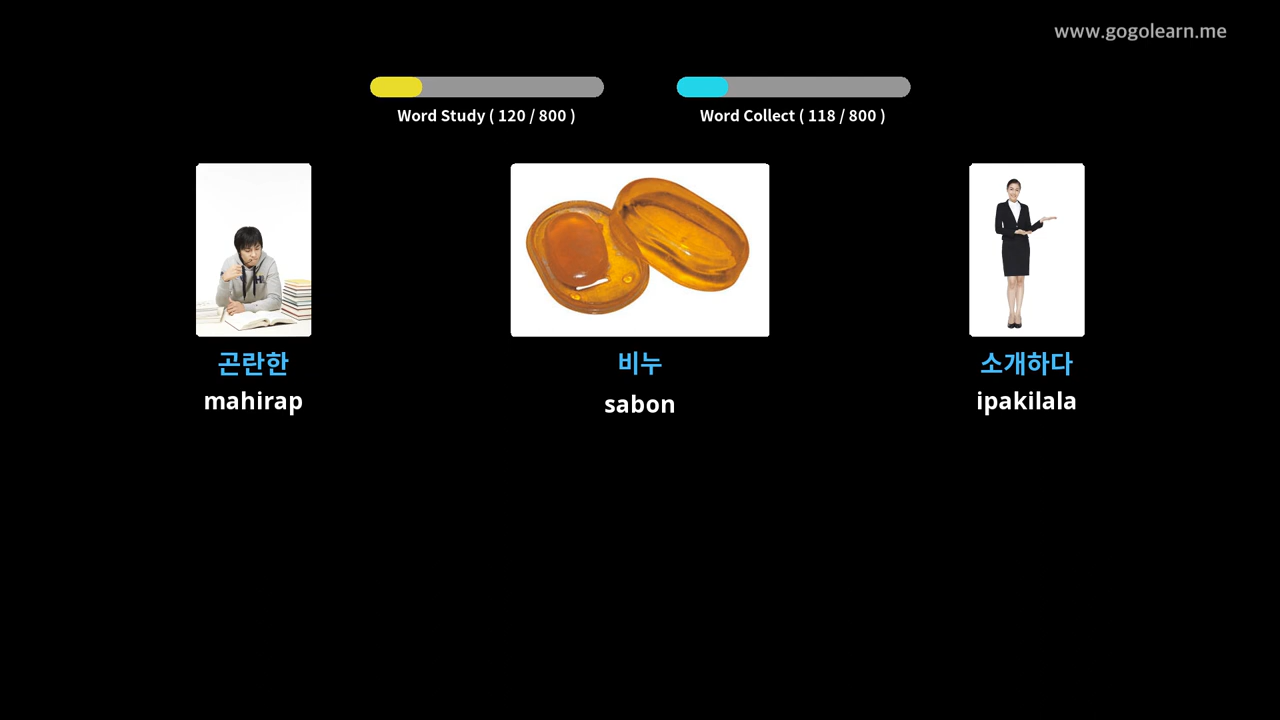 www.gogolearn.me
Word Study ( 120 / 800 )
Word Collect ( 118 / 800 )
곤란한
mahirap
비누
sabon
소개하다
ipakilala